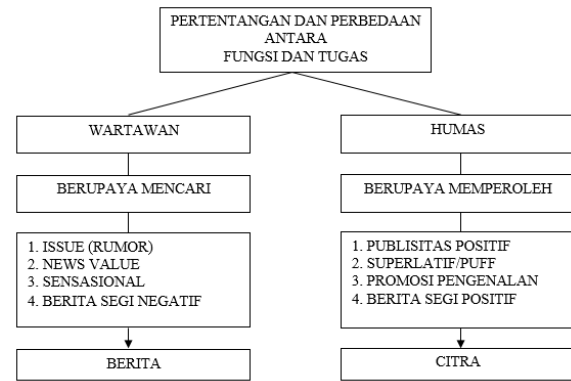 PERTENTANGAN DAN PERBEDAAN
ANTARA
FUNGSI DAN TUGAS
WARTAWAN
BERUPAYA MENCARI
1. ISSUE (RUMOR)
2. NEWS VALUE
3. SENSASIONAL
4. BERITA SEGI NEGATIF
BERITA
HUMAS
BERUPAYA MEMPEROLEH
1. PUBLISITAS POSITIF
2. SUPERLATIF/PUFF
3. PROMOSI PENGENALAN
4. BERITA SEGI POSITIF
CITRA